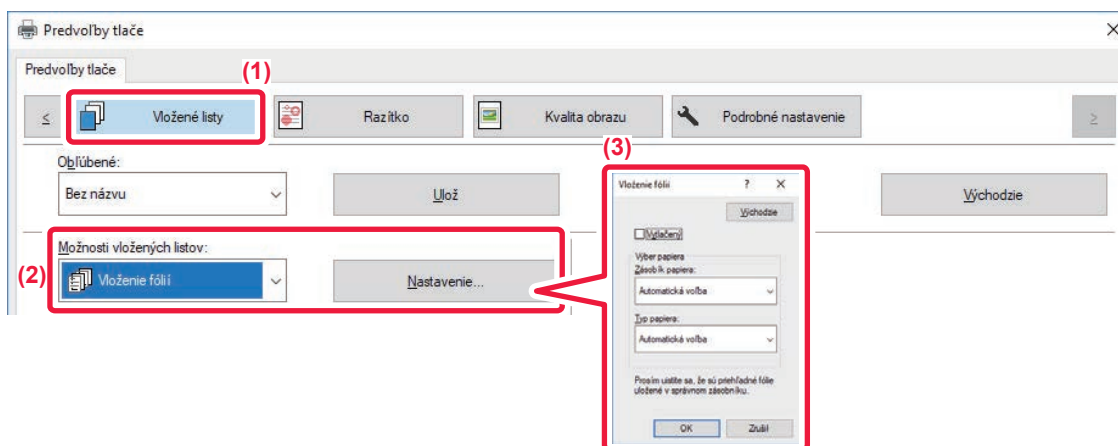 Predvoľby tlače
Predvoľby tlače
(1)
<
Vložené listy
Razítko
Kvalita obrazu
Podrobné nastavenie
>
(3)
Obľúbené:
Bez názvu
Ulož
Východzie
Možnosti vložených listov:
(2)
Vloženie fólií
Nastavenie...
Vloženie fólií
?
Východzie
Vytlačený
Výber papiera
Zásobík papiera:
Automatická voľba
Typ papiera:
Automatická voľba
Prosím uistite sa, že sú priehľadné fólie
uložené v správnom zásobníku.
OK
Zrušiť